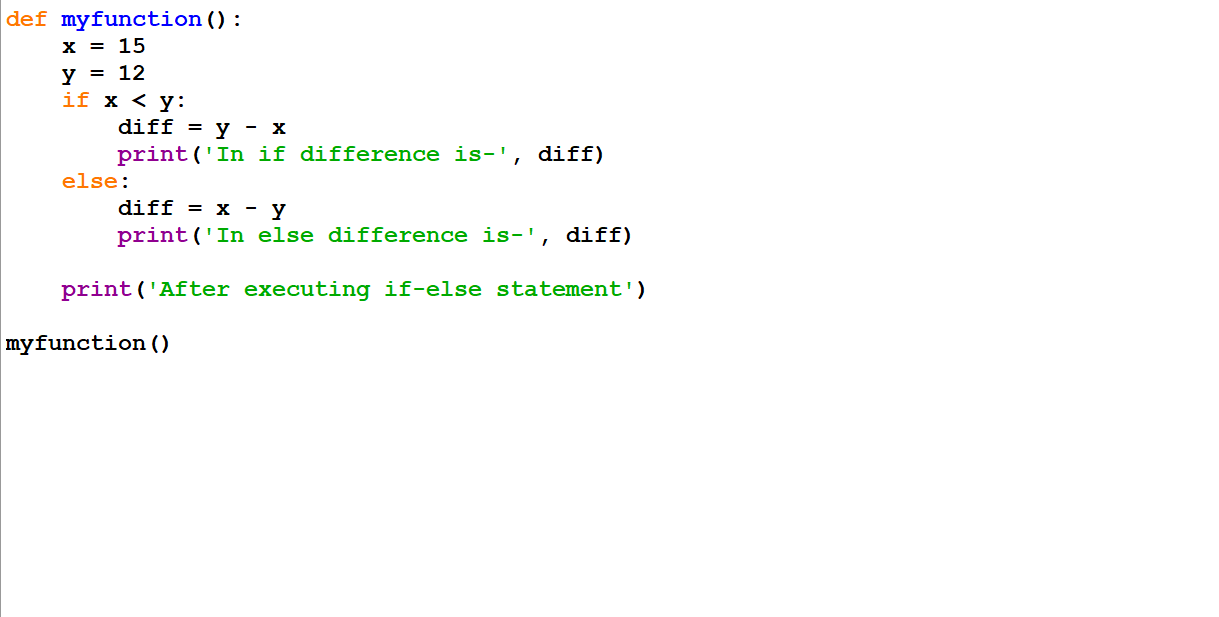 def myfunction():
    x = 15
    y = 12
    if x < y:
        diff = y - x
        print('In if difference is-', diff)
    else:
        diff = x - y
        print('In else difference is-', diff)

    print('After executing if-else statement')

myfunction()